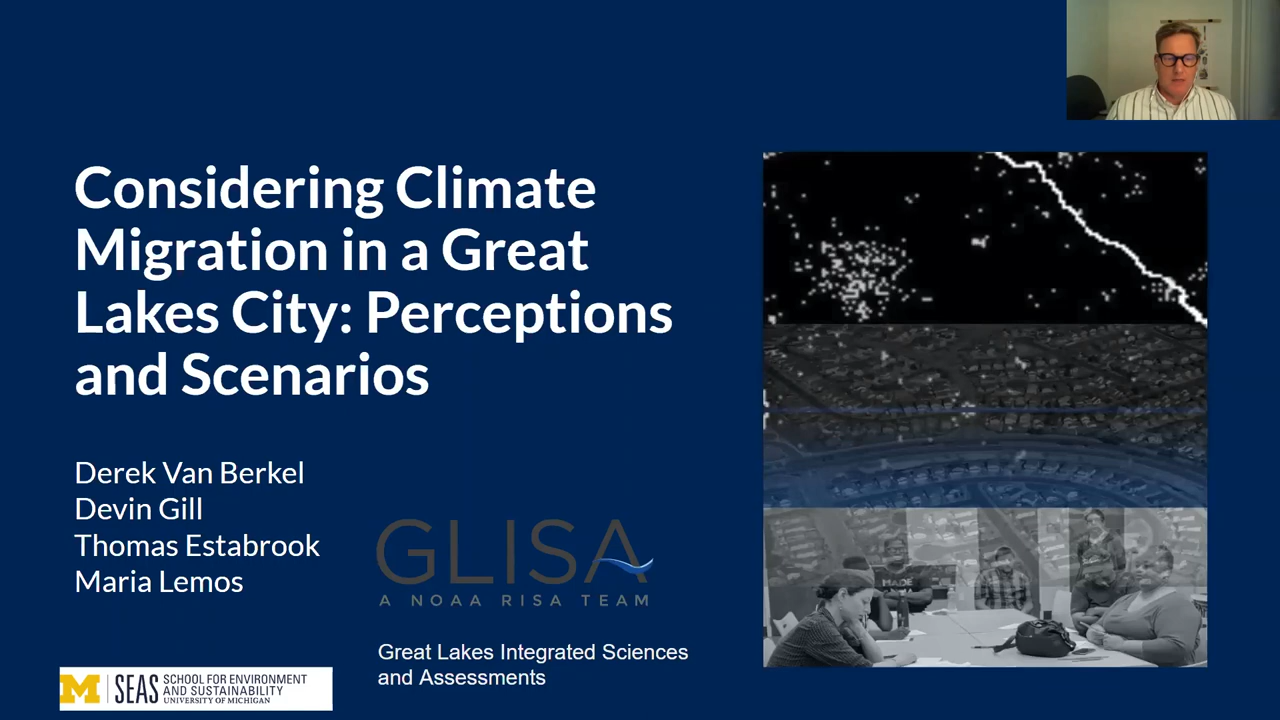 Considering Climate
Migration in a Great
Lakes City: Perceptions
and Scenarios
Derek Van Berkel
Devin Gill
Thomas Estabrook
Maria Lemos
GLISA
A NOAA RISA TEAM
Great Lakes Integrated Sciences
and Assessments
M SEAS SCHOOL FOR ENVIRONMENT
AND SUSTAINABILITY
UNIVERSITY OF MICHIGAN
MADE